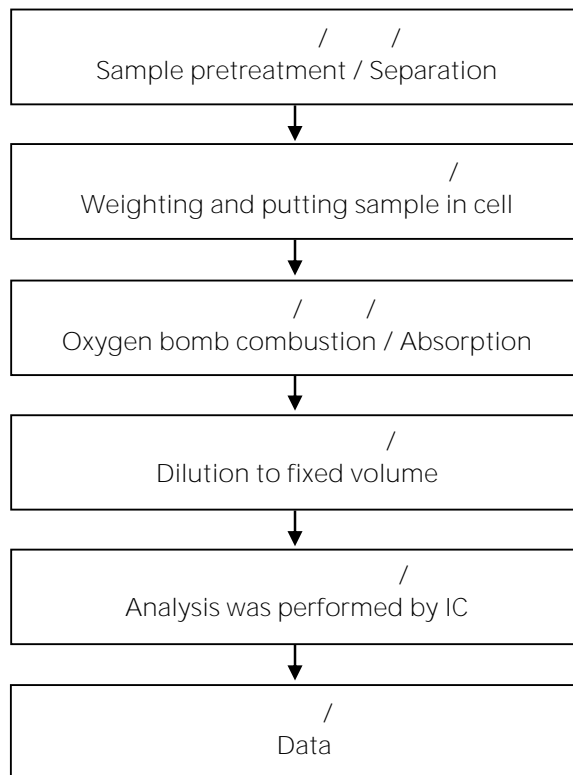 / /
Sample pretreatment / Separation
/
Weighting and putting sample in cell
/ /
Oxygen bomb combustion / Absorption
/
Dilution to fixed volume
/
Analysis was performed by IC
/
Data